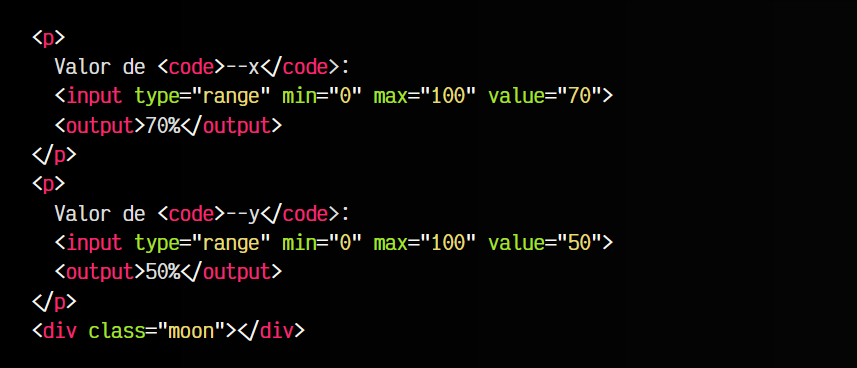 <p>
Valor de <code>--x</code>:
<input type="range" min="0" max="100" value="70">
<output>70%</output>
</p>
<p>
Valor de <code>--y</code>:
<input type="range" min="0" max="100" value="50">
<output>50%</output>
</p>
<div class="moon"></div>